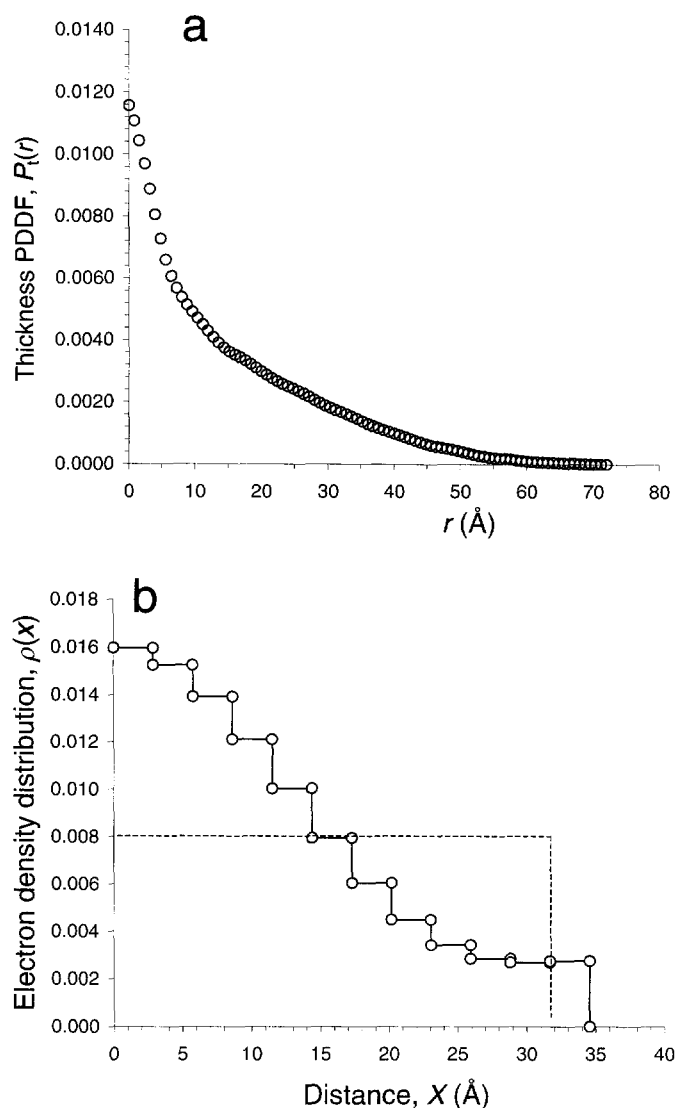 a
0.0140
0.0120
0.0100
0.0080
0.0060
0.0040
0.0020
0.0000
Thickness PDDF, Pt(r)
0 10 20 30 40 50 60 70 80
r (Å)
b
0.018
0.016
0.014
0.012
0.010
0.008
0.006
0.004
0.002
0.000
Electron density distribution, ρ(x)
0 5 10 15 20 25 30 35 40
Distance, X (Å)